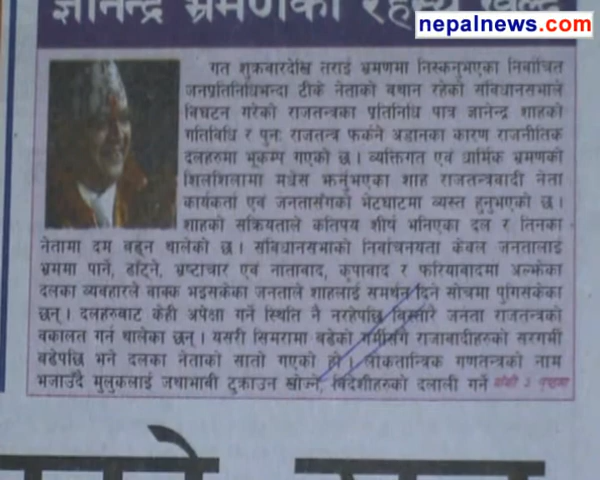 ज्ञानेन्द्र भ्रमणको रहस्य खुल्द
nepalnews.com
गत शुक्रबारदेखि तराई भ्रमणमा निस्कनुभएका निर्वाचित
जनप्रतिनिधिभन्दा टीके नेताको बथान रहेको संविधानसभाले
विघटन गरेको राजतन्त्रका प्रतिनिधि पात्र ज्ञानेन्द्र शाहको
गतिविधि र पुनः राजतन्त्र फर्कने अडानका कारण राजनीतिक
दलहरुमा भूकम्प गएको छ । व्यक्तिगत एवं धार्मिक भ्रमणको
शिलशिलामा मधेस झर्नुभएका शाह राजतन्त्रवादी नेता
कार्यकर्ता एवं जनतासँगको भेटघाटमा व्यस्त हुनुभएको छ ।
शाहको सक्रियताले कतिपय शीर्ष भनिएका दल र तिनका
नेतामा दम बढ्न थालेको छ । संविधानसभाको निर्वाचनयता केवल जनतालाई
भ्रममा पार्ने, ढाँट्ने, भ्रष्टाचार एवं नातावाद, कृपावाद र फरियावादमा अल्झेका
दलका व्यवहारले वाक्क भइसकेका जनताले शाहलाई समर्थन दिने सोचमा पुगिसकेका
छन् । दलहरुबाट केही अपेक्षा गर्ने स्थिति नै नरहेपछि बिस्तारै जनता राजतन्त्रको
वकालत गर्न थालेका छन् । यसरी सिमरामा बढेको गर्मीसँगै राजावादीहरुको सरगर्मी
बढेपछि भने दलका नेताको सातो गएको हो । लोकतान्त्रिक गणतन्त्रको नाम
भजाउँदै मुलुकलाई जथाभावी टुक्राउन खोज्ने, विदेशीहरुको दलाली गर्ने बाँकी ३ पृष्ठमा